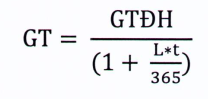 GT = GTĐH / (1 + L*t / 365)